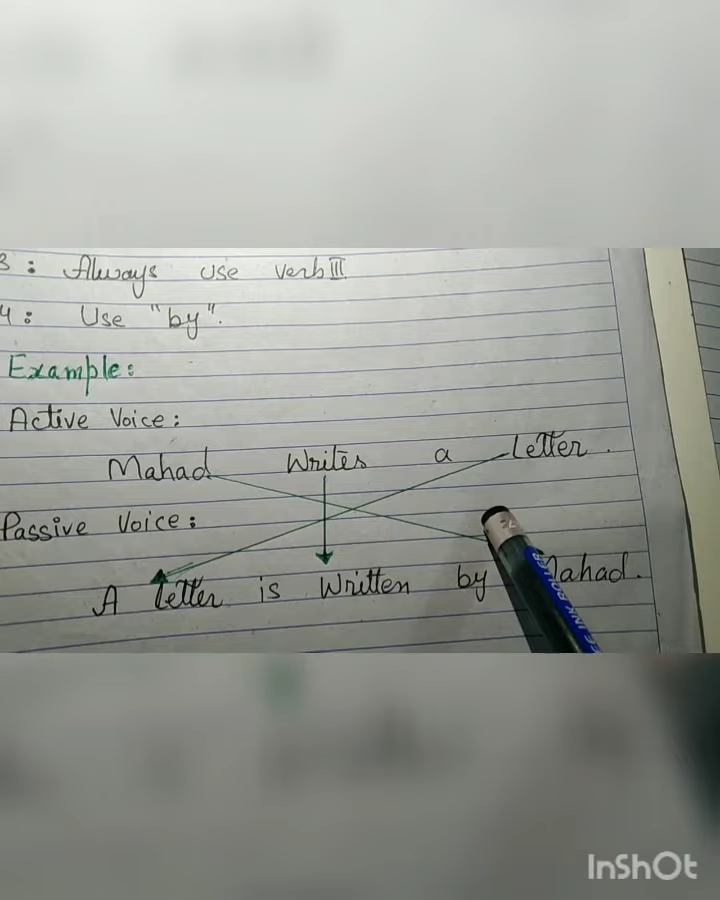 3: Always use verb III
4: Use "by".
Example:
Active Voice:
Mahad Writes a Letter.
Passive Voice:
A letter is Written by Mahad.
InShOt